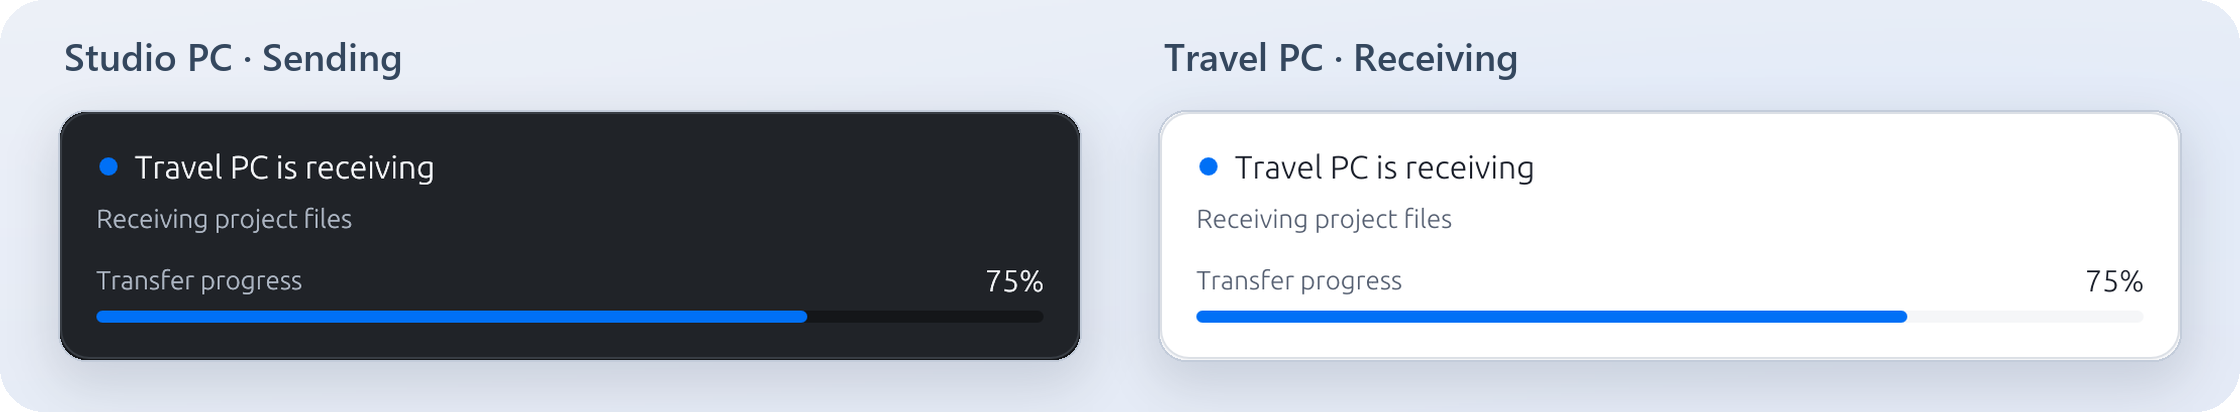 Studio PC · Sending
Travel PC is receiving
Receiving project files
Transfer progress 75%
Travel PC · Receiving
Travel PC is receiving
Receiving project files
Transfer progress 75%